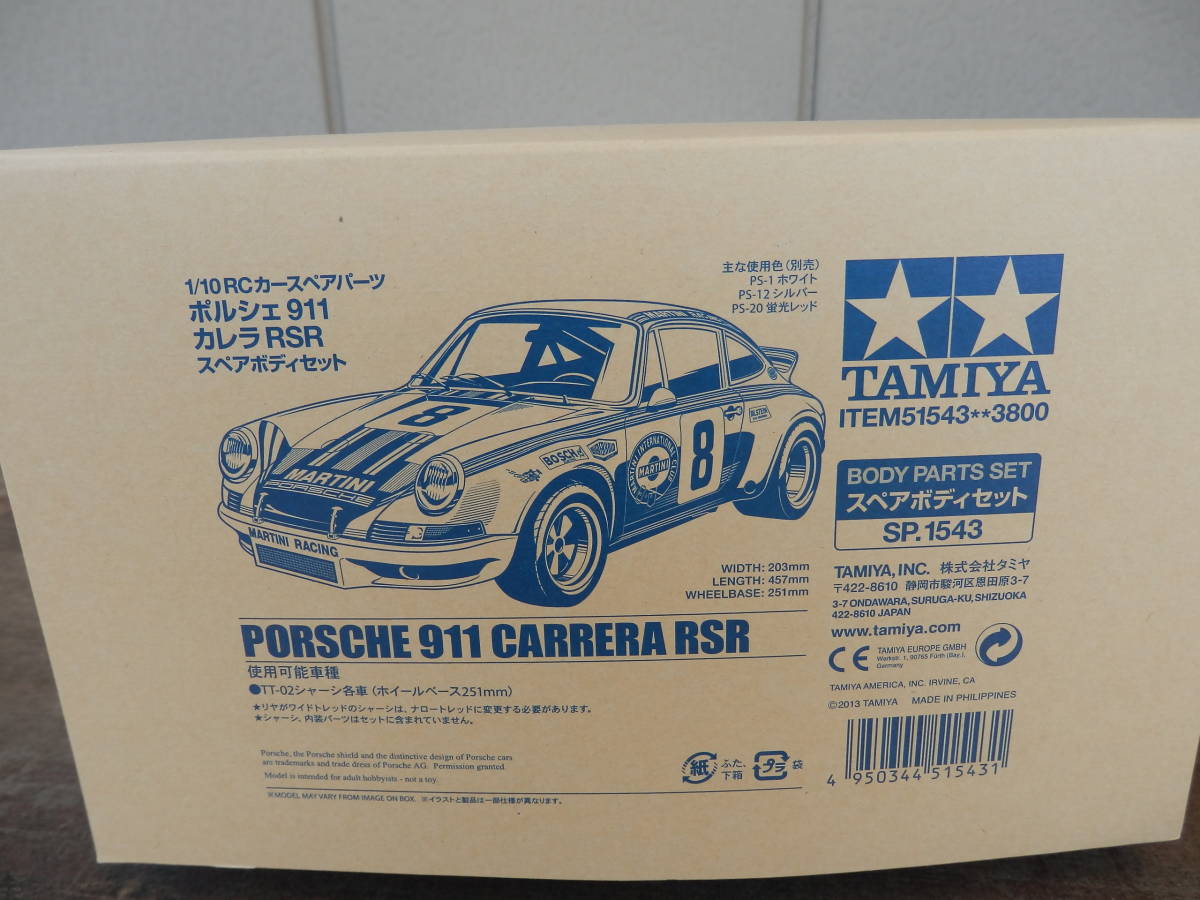 1/10 RCカースペアパーツ
ポルシェ 911
カレラ RSR
スペアボディセット
主な使用色（別売）
PS-1 ホワイト
PS-12 シルバー
PS-20 蛍光レッド
TAMIYA
ITEM51543**3800
BODY PARTS SET
スペアボディセット
SP.1543
MARTINI RACING
8
MARTINI
PORSCHE
BOSCH
BILSTEIN
8
MARTINI INTERNATIONAL CLUB
MARTINI
MARTINI RACING
WIDTH: 203mm
LENGTH: 457mm
WHEELBASE: 251mm
PORSCHE 911 CARRERA RSR
使用可能車種
●TT-02シャーシ各車（ホイールベース251mm）
★リヤがワイドトレッドのシャーシは、ナロートレッドに変更する必要があります。
★シャーシ、内装パーツはセットに含まれていません。
Porsche, the Porsche shield and the distinctive design of Porsche cars
are trademarks and trade dress of Porsche AG. Permission granted
Model is intended for adult hobbyists - not a toy.
※MODEL MAY VARY FROM IMAGE ON BOX. ※イラストと製品は一部仕様が異なります。
紙
ふた、
下箱
プラ
袋
TAMIYA, INC. 株式会社タミヤ
〒422-8610 静岡市駿河区恩田原3-7
3-7 ONDAWARA, SURUGA-KU, SHIZUOKA
422-8610 JAPAN
www.tamiya.com
CE
TAMIYA EUROPE GMBH
Werkstr. 1, 90765 Fürth (Bay.),
Germany
TAMIYA AMERICA, INC. IRVINE, CA
©2013 TAMIYA MADE IN PHILIPPINES
4 950344 515431